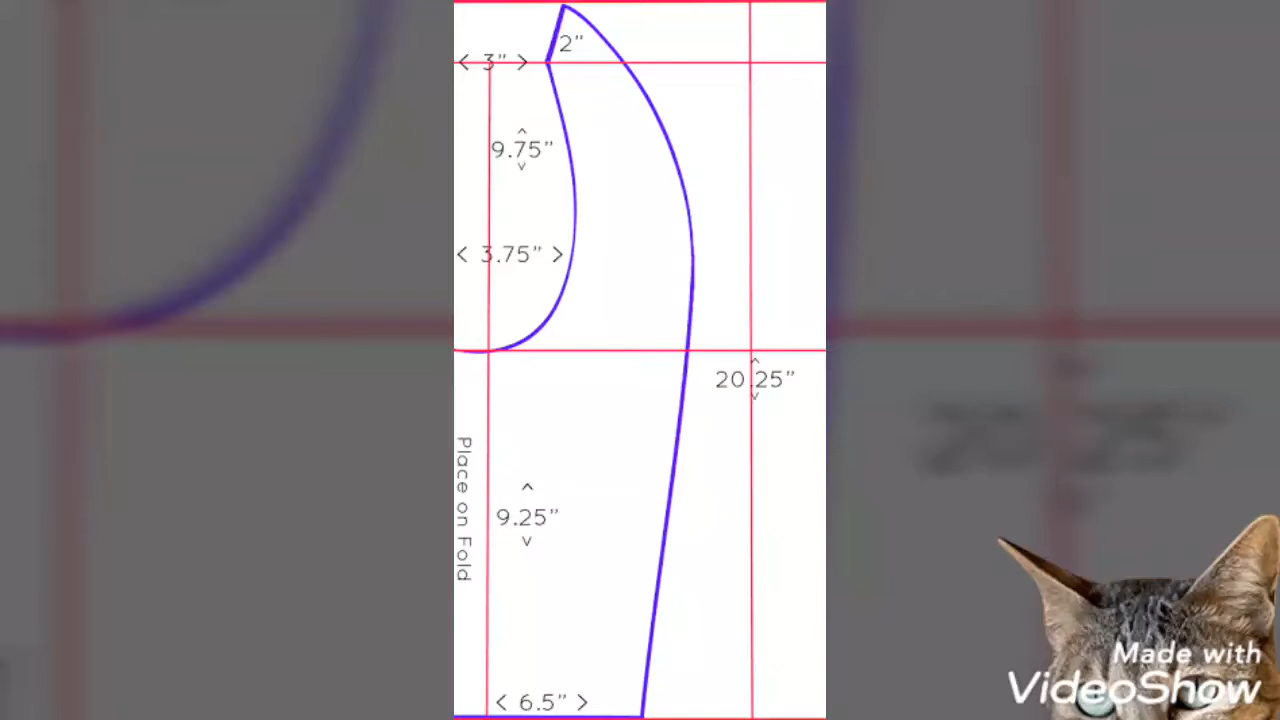 2”
< 3” >
^
9.75”
v
< 3.75” >
^
20.25”
v
Place on Fold
^
9.25”
v
< 6.5” >
Made with
VideoShow